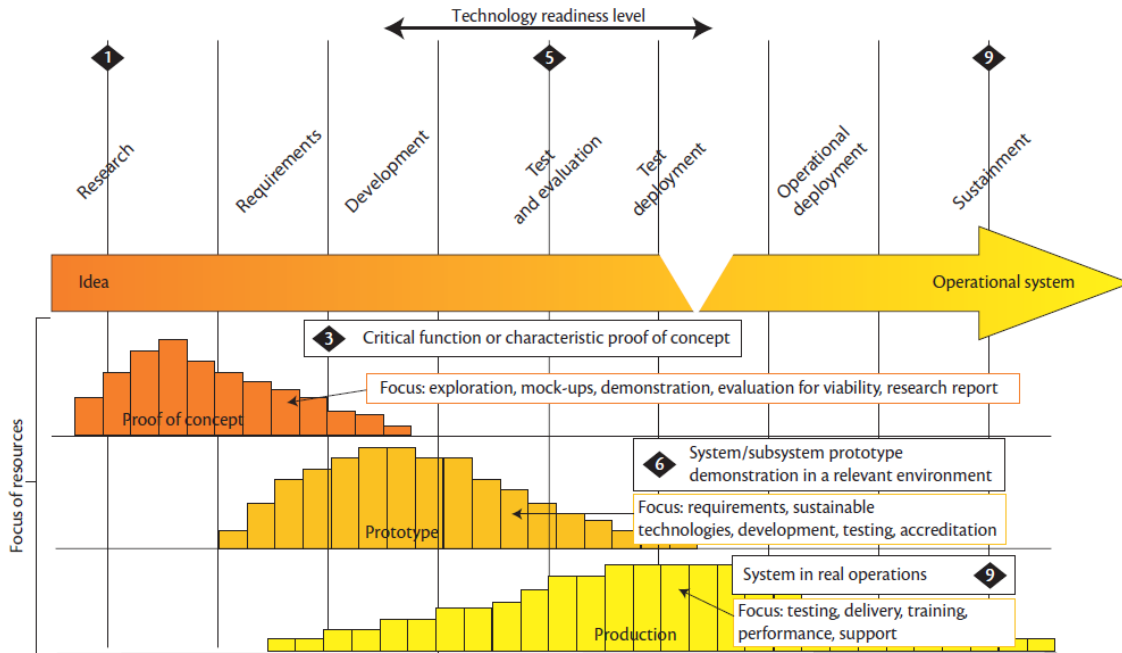 Technology readiness level
1
5
9
Research
Requirements
Development
Test
and evaluation
Test
deployment
Operational
deployment
Sustainment
Idea
Operational system
Focus of resources
3 Critical function or characteristic proof of concept
Focus: exploration, mock-ups, demonstration, evaluation for viability, research report
Proof of concept
6 System/subsystem prototype
demonstration in a relevant environment
Focus: requirements, sustainable
technologies, development, testing, accreditation
Prototype
System in real operations 9
Focus: testing, delivery, training,
performance, support
Production